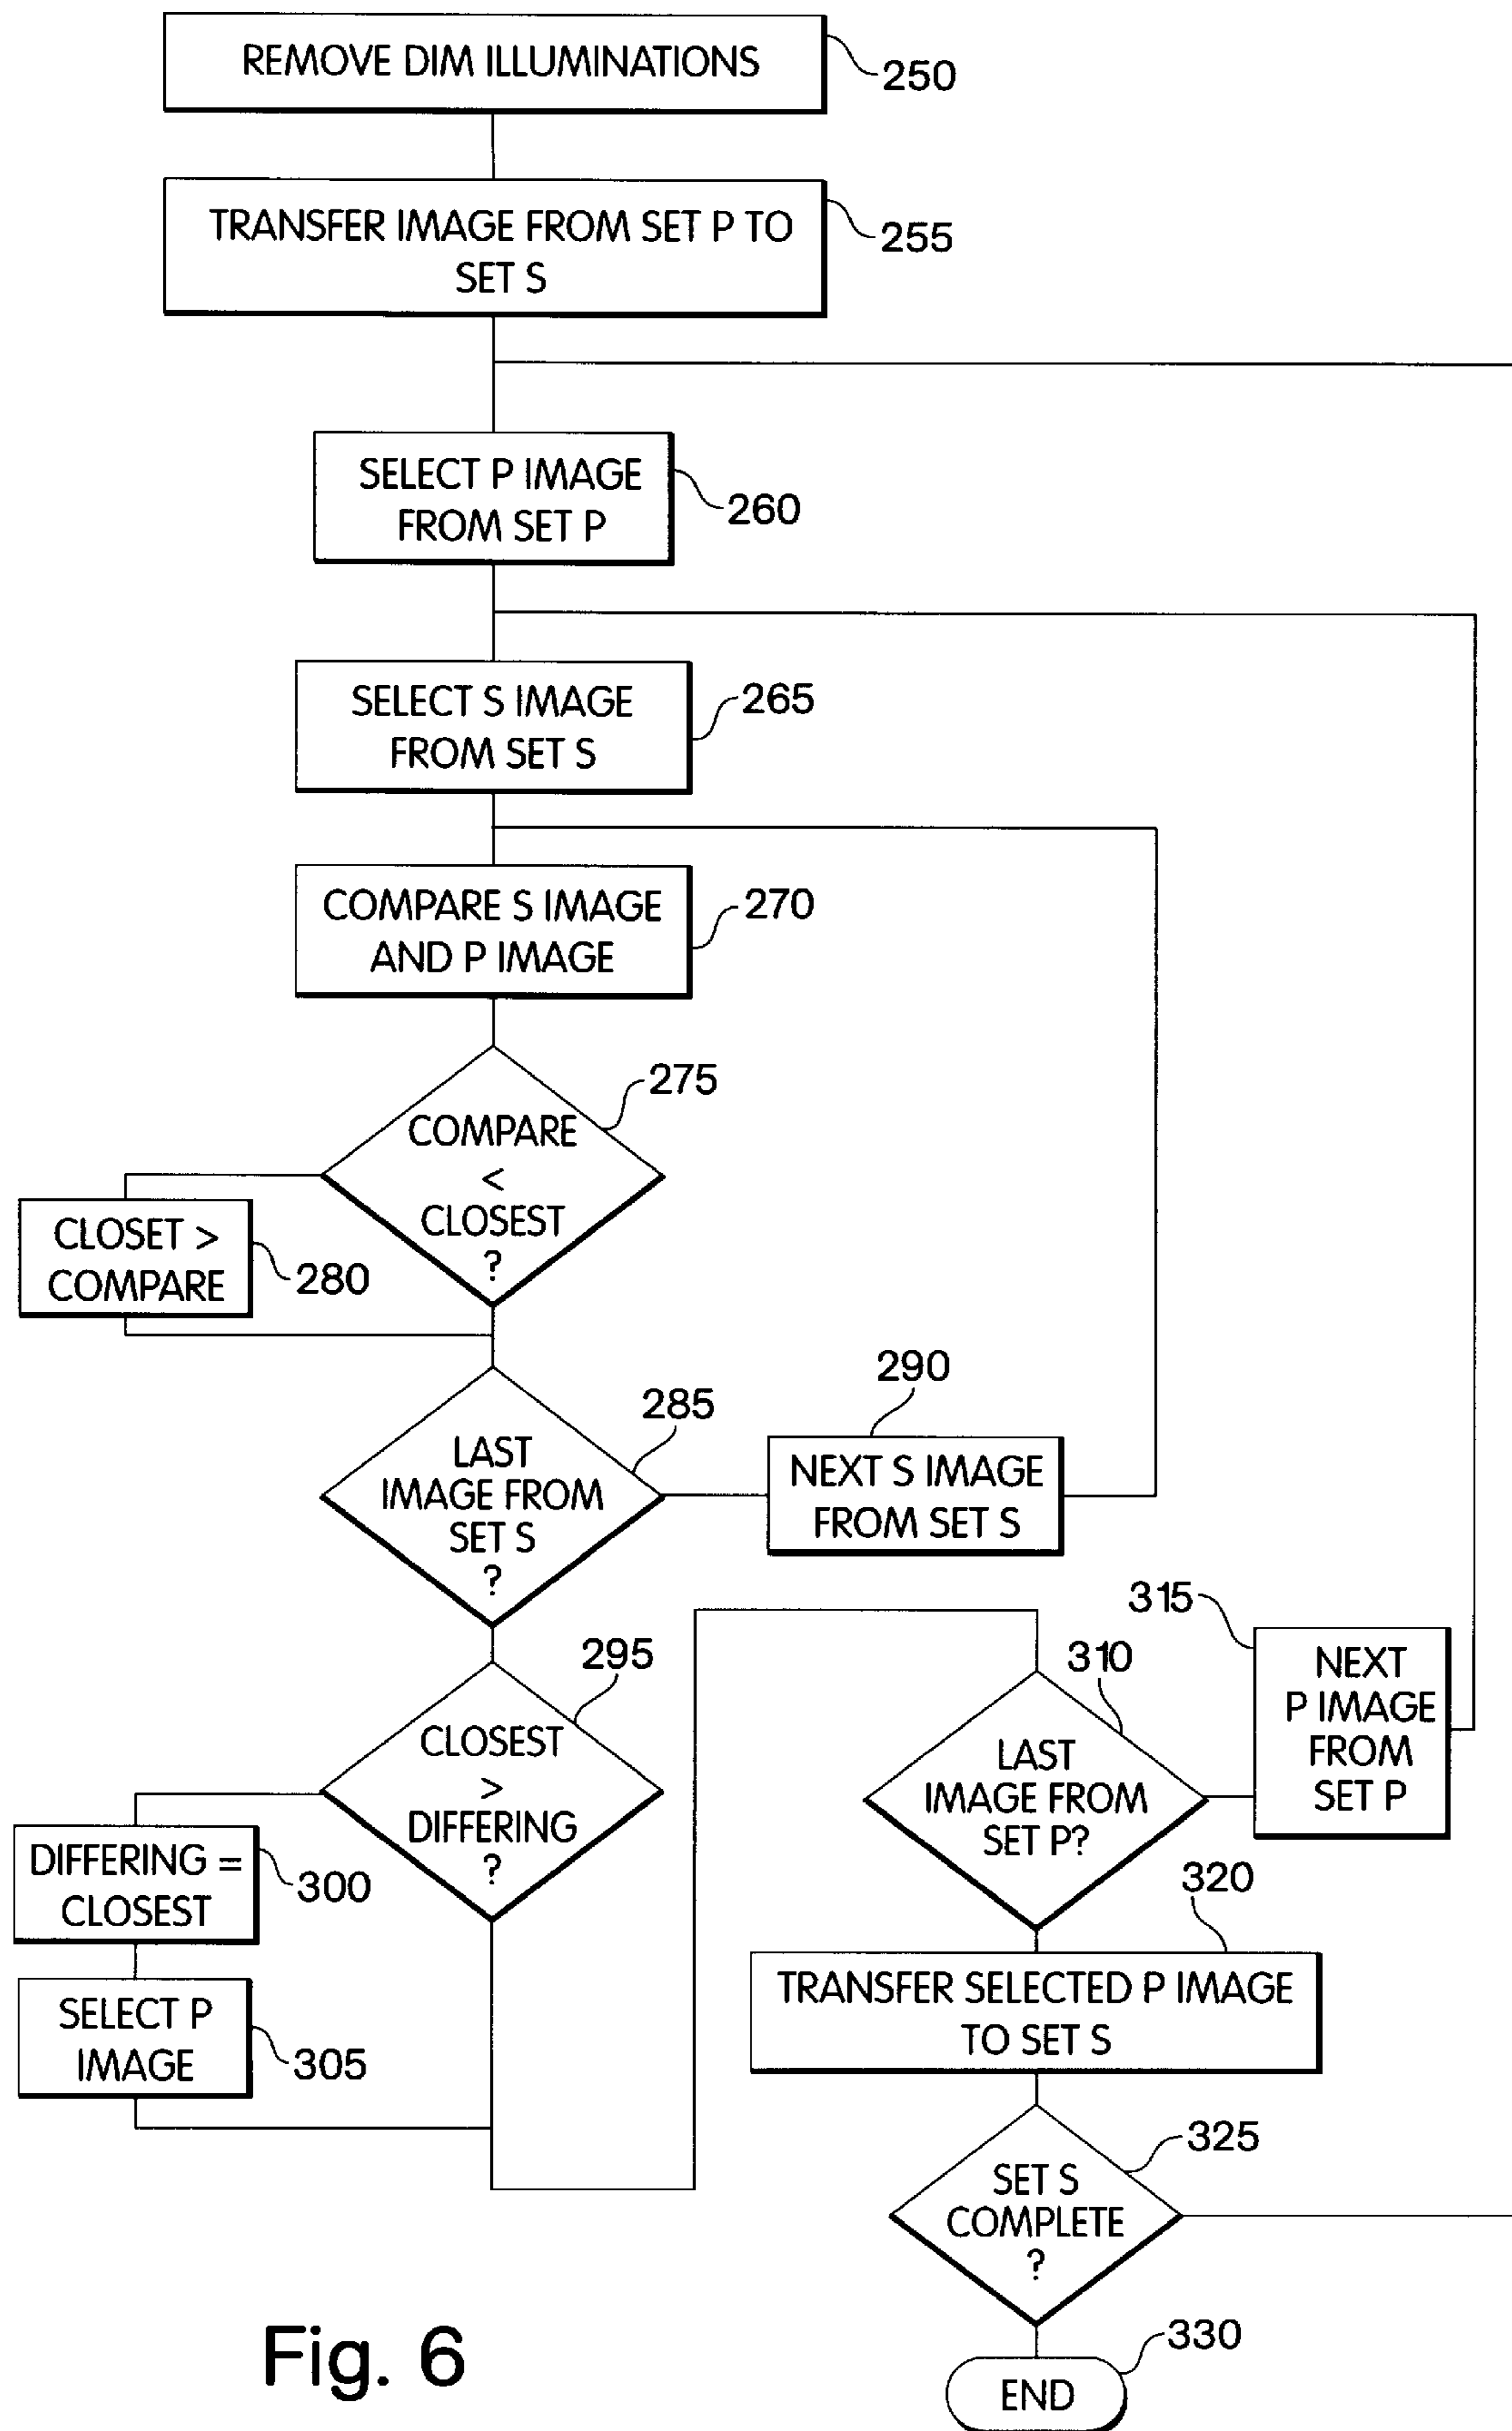 REMOVE DIM ILLUMINATIONS
250
TRANSFER IMAGE FROM SET P TO
SET S
255
SELECT P IMAGE
FROM SET P
260
SELECT S IMAGE
FROM SET S
265
COMPARE S IMAGE
AND P IMAGE
270
COMPARE
<
CLOSEST
?
275
CLOSET >
COMPARE
280
LAST
IMAGE FROM
SET S
?
285
NEXT S IMAGE
FROM SET S
290
CLOSEST
>
DIFFERING
?
295
DIFFERING =
CLOSEST
300
SELECT P
IMAGE
305
LAST
IMAGE FROM
SET P?
310
NEXT
P IMAGE
FROM
SET P
315
TRANSFER SELECTED P IMAGE
TO SET S
320
SET S
COMPLETE
?
325
END
330
Fig. 6